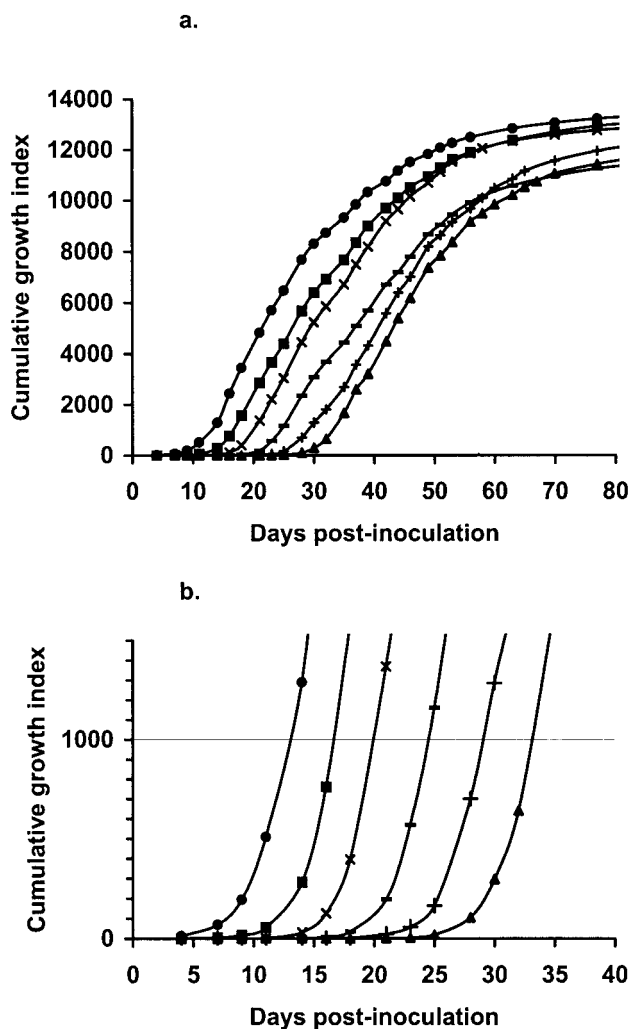 a.
14000
12000
10000
8000
6000
4000
2000
0
Cumulative growth index
0 10 20 30 40 50 60 70 80
Days post-inoculation
b.
1000
0
Cumulative growth index
0 5 10 15 20 25 30 35 40
Days post-inoculation